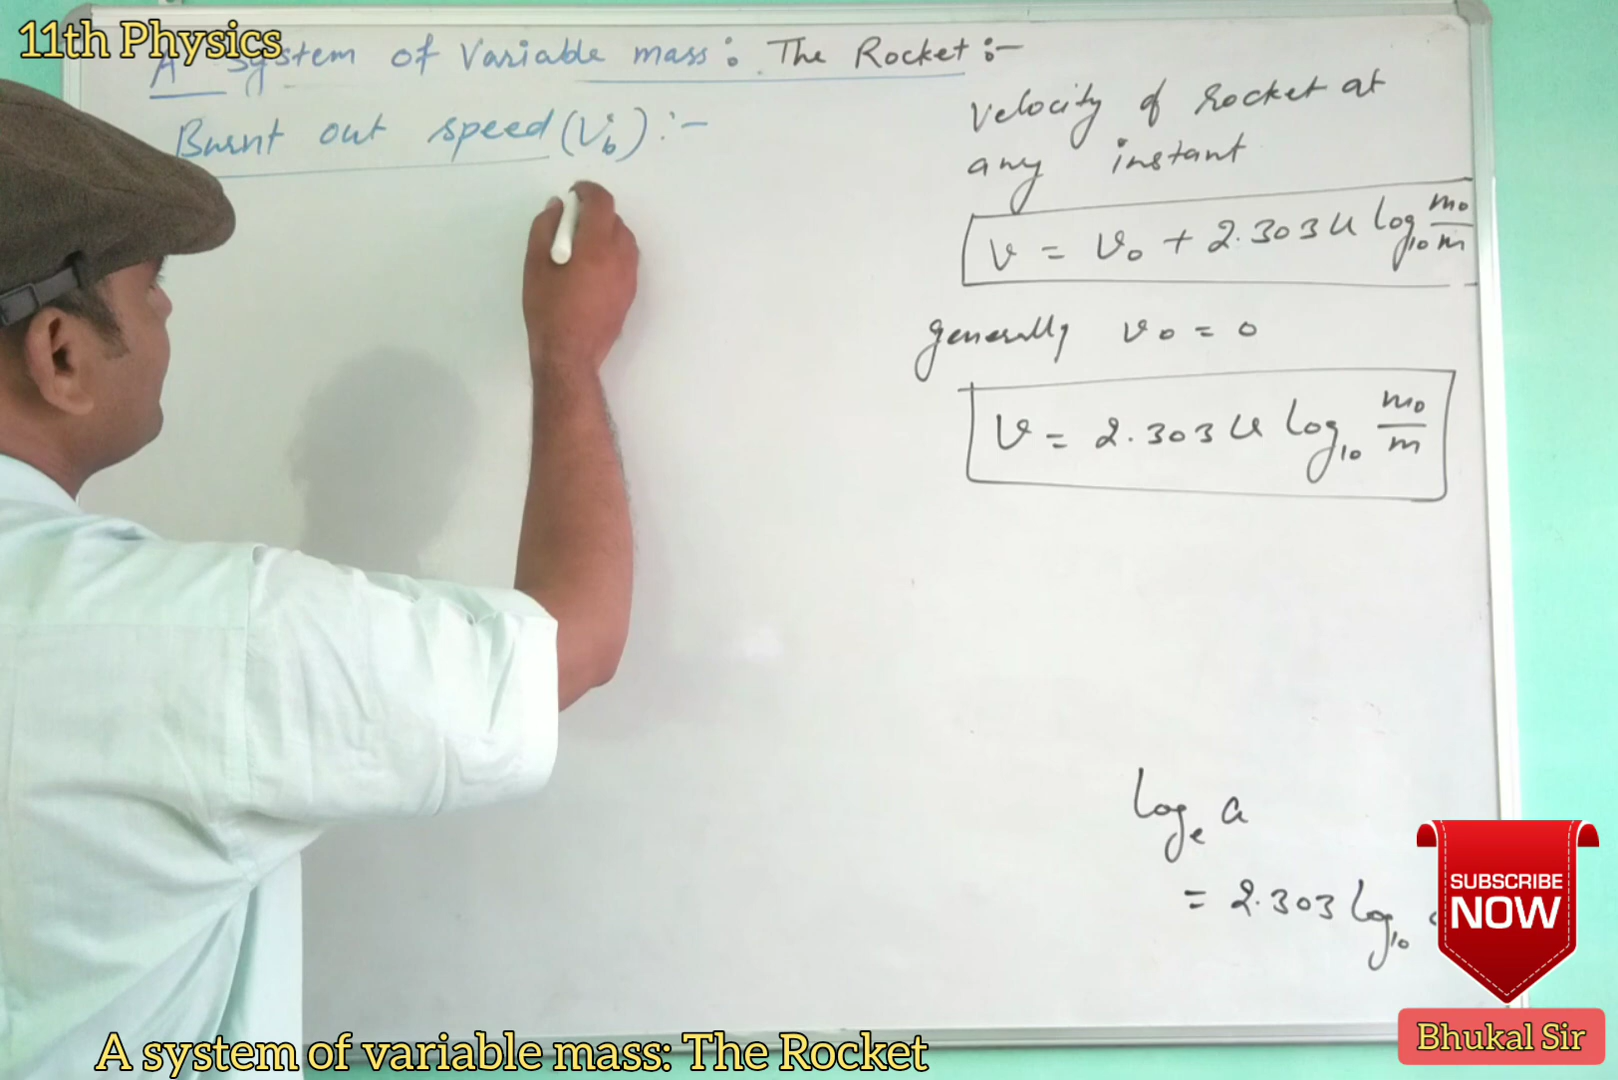 11th Physics
A System of Variable mass: The Rocket :-
Burnt out speed (Vb) :-
Velocity of Rocket at
any instant
v = v₀ + 2.303 u log₁₀ m₀/m
generally v₀ = 0
v = 2.303 u log₁₀ m₀/m
logₑ a
= 2.303 log₁₀
SUBSCRIBE
NOW
Bhukal Sir
A system of variable mass: The Rocket